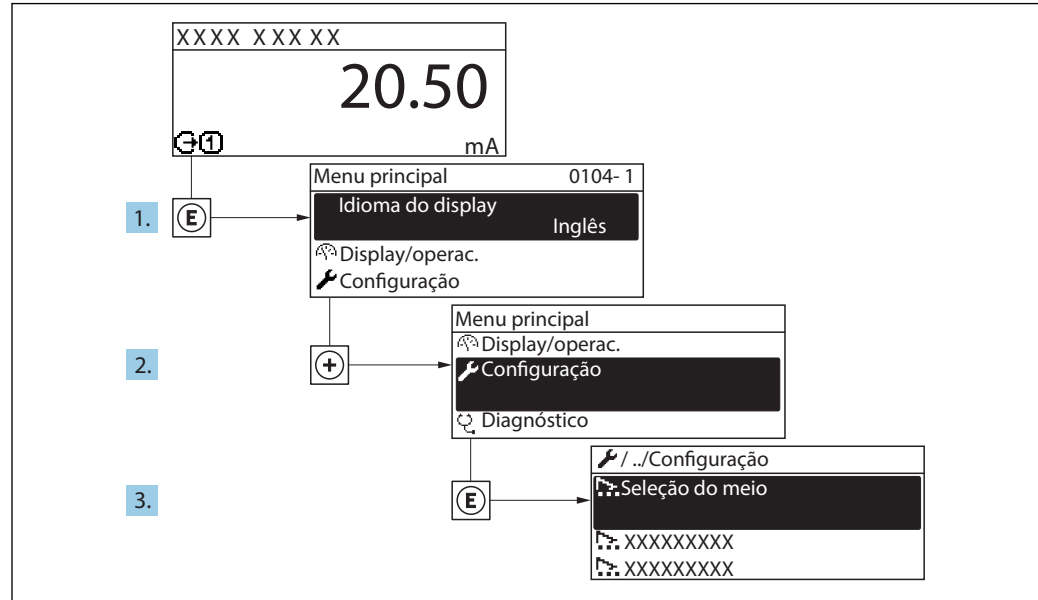 XXXX XXX XX
20.50
1
mA
Menu principal 0104- 1
1. E
Idioma do display
Inglês
Display/operac.
Configuração
Menu principal
Display/operac.
2. +
Configuração
Diagnóstico
/ ../Configuração
3. E
Seleção do meio
XXXXXXXXX
XXXXXXXXX